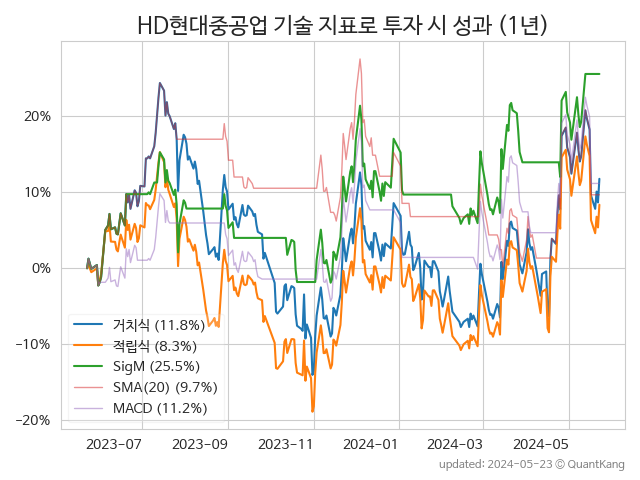 HD현대중공업 기술 지표로 투자 시 성과 (1년)
20%
10%
0%
−10%
−20%
거치식 (11.8%)
적립식 (8.3%)
SigM (25.5%)
SMA(20) (9.7%)
MACD (11.2%)
2023-07
2023-09
2023-11
2024-01
2024-03
2024-05
updated: 2024-05-23 © QuantKang